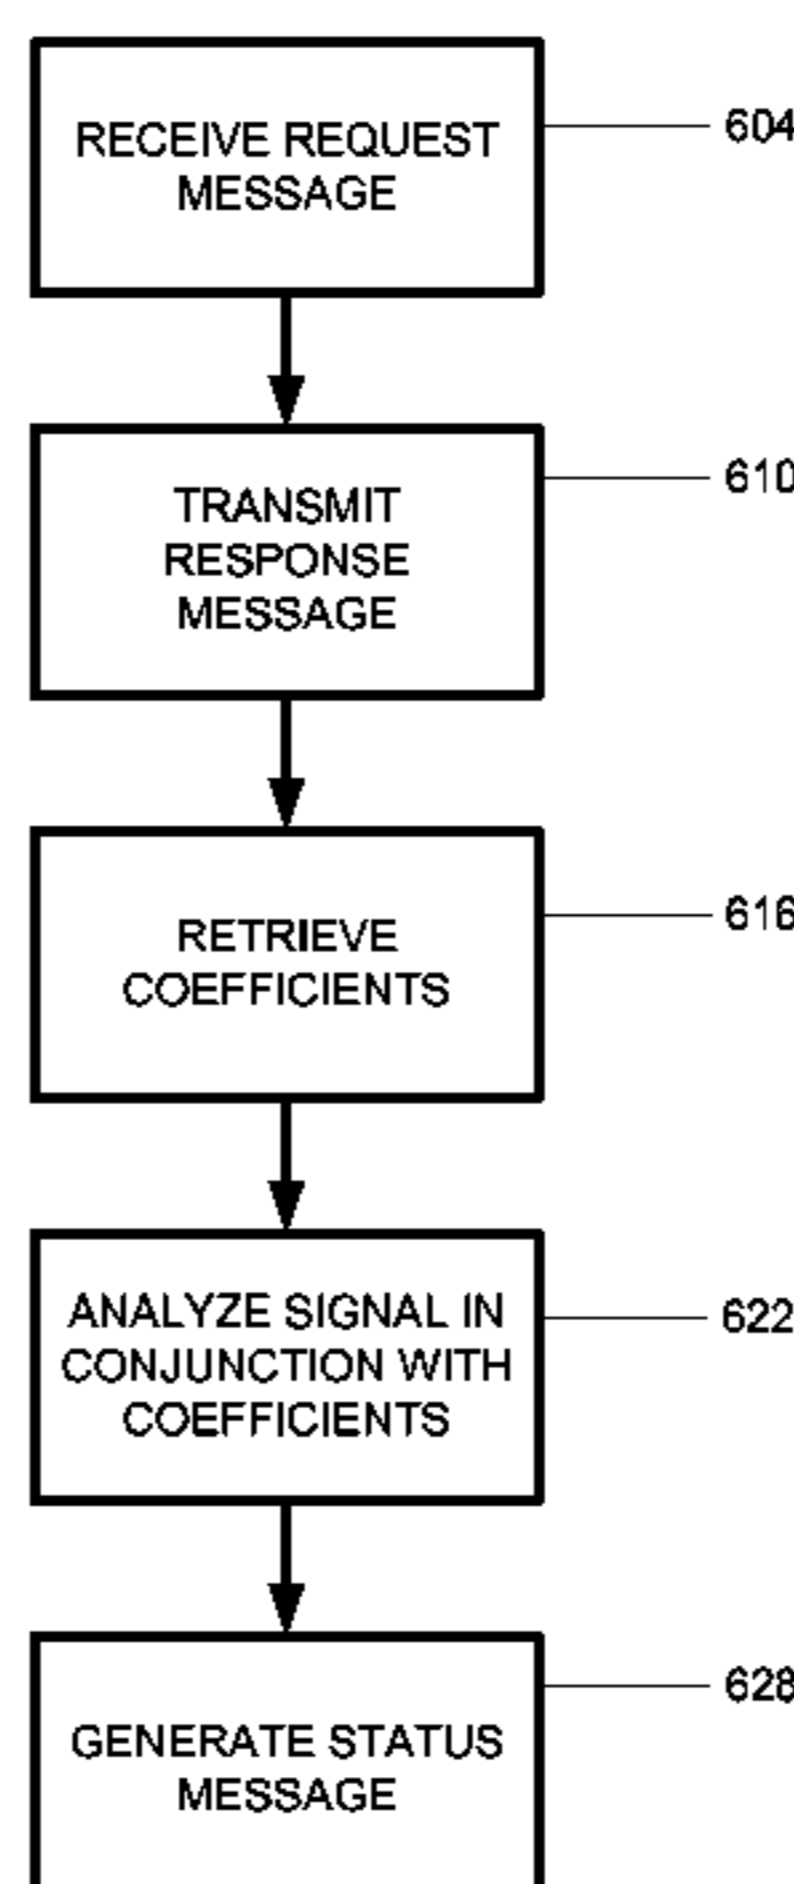 RECEIVE REQUEST
MESSAGE
604
TRANSMIT
RESPONSE
MESSAGE
610
RETRIEVE
COEFFICIENTS
616
ANALYZE SIGNAL IN
CONJUNCTION WITH
COEFFICIENTS
622
GENERATE STATUS
MESSAGE
628